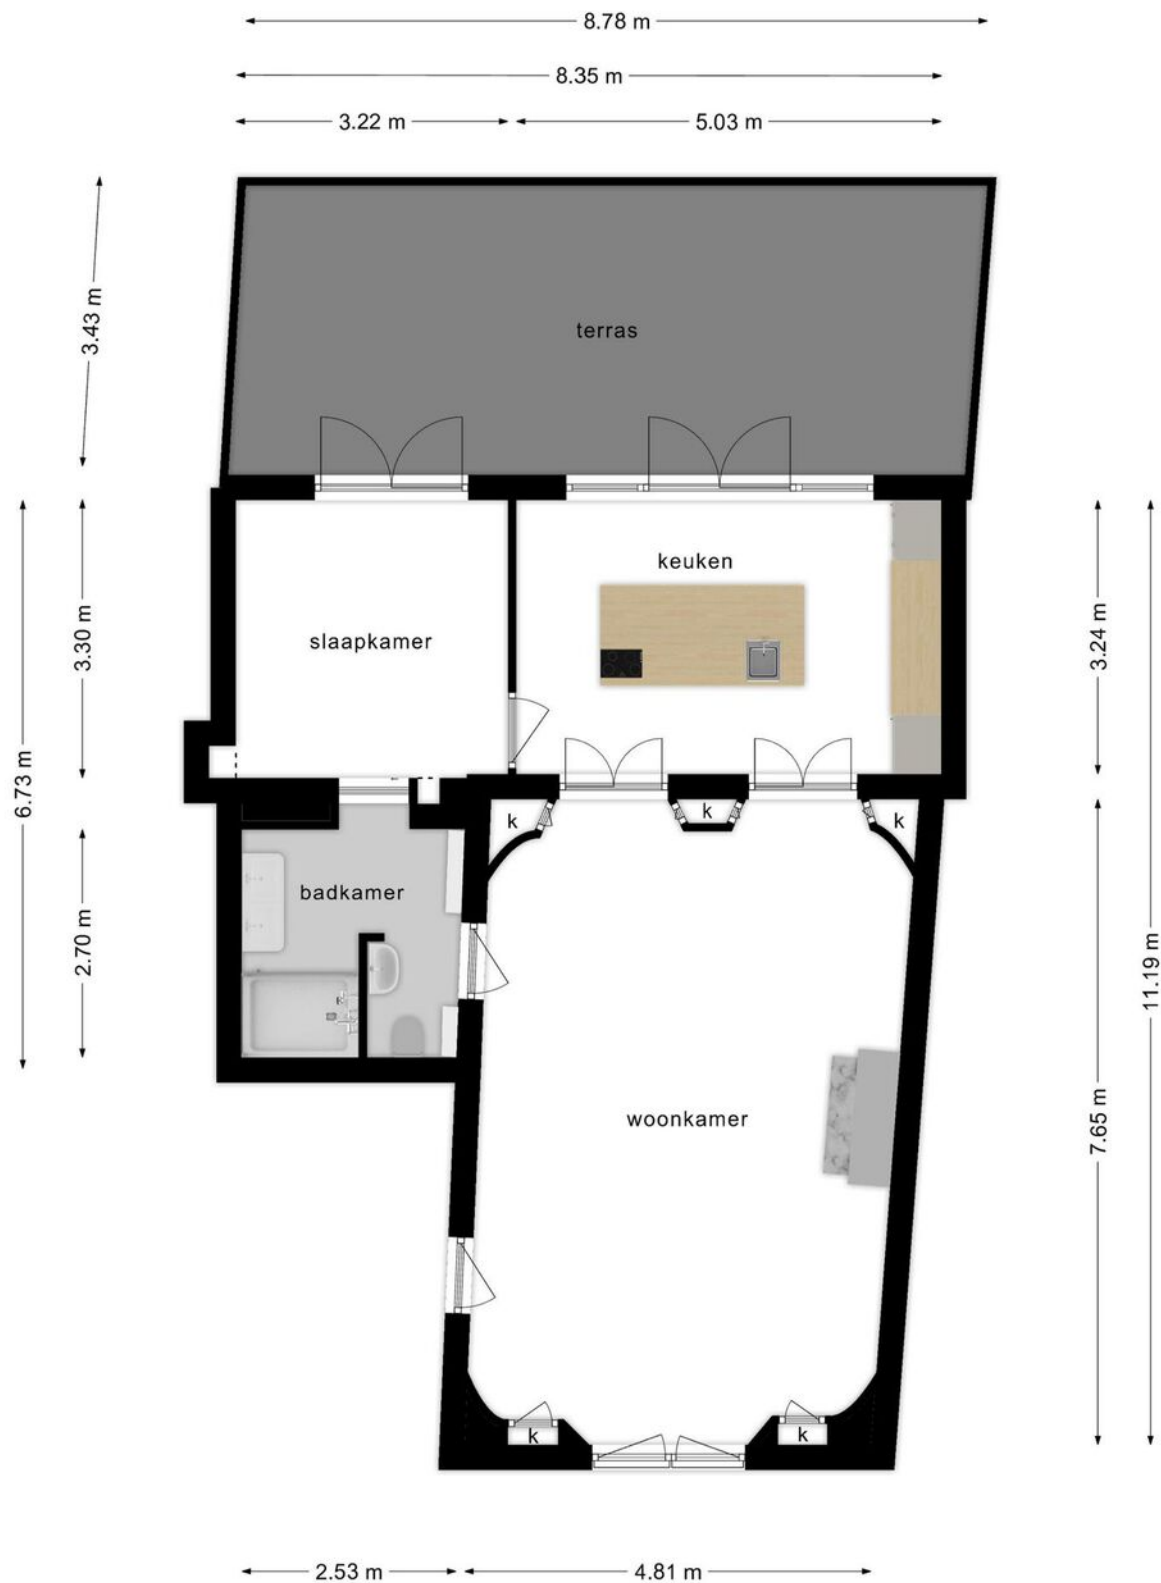 8.78 m
8.35 m
3.22 m
5.03 m
3.43 m
terras
keuken
slaapkamer
3.30 m
3.24 m
6.73 m
k
k
k
badkamer
2.70 m
11.19 m
woonkamer
7.65 m
k
k
2.53 m
4.81 m